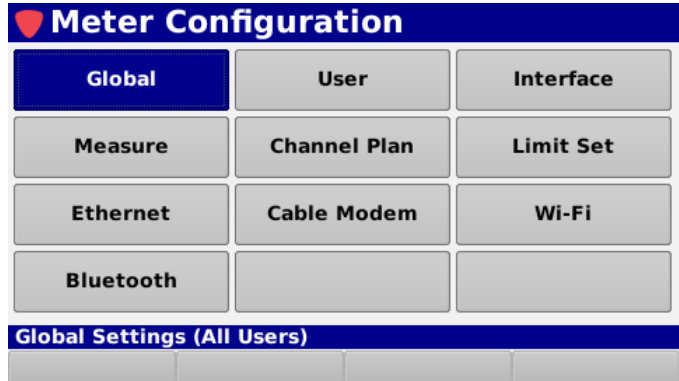 Meter Configuration
Global User Interface
Measure Channel Plan Limit Set
Ethernet Cable Modem Wi-Fi
Bluetooth
Global Settings (All Users)